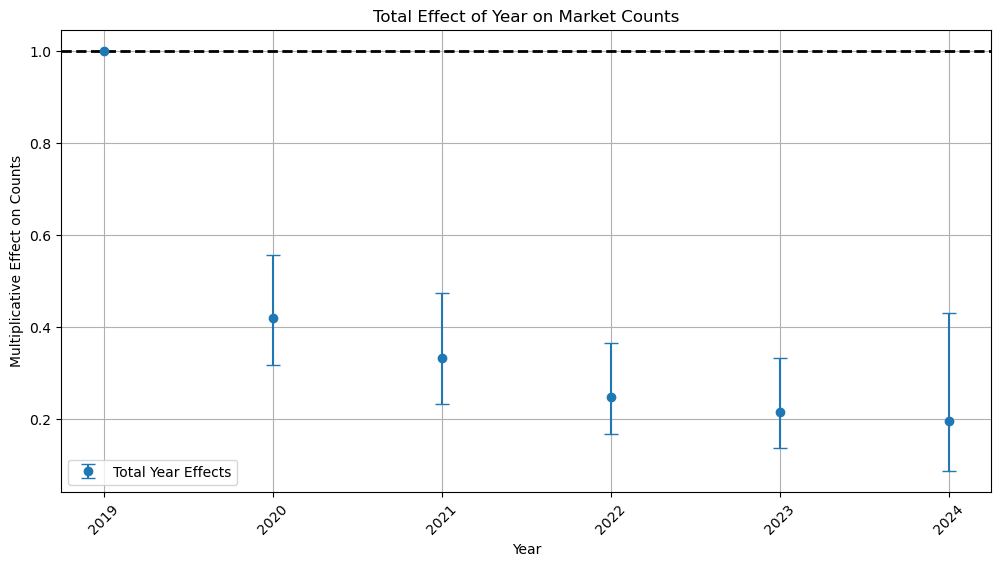 Total Effect of Year on Market Counts
Multiplicative Effect on Counts
1.0
0.8
0.6
0.4
0.2
Total Year Effects
2019
2020
2021
2022
2023
2024
Year